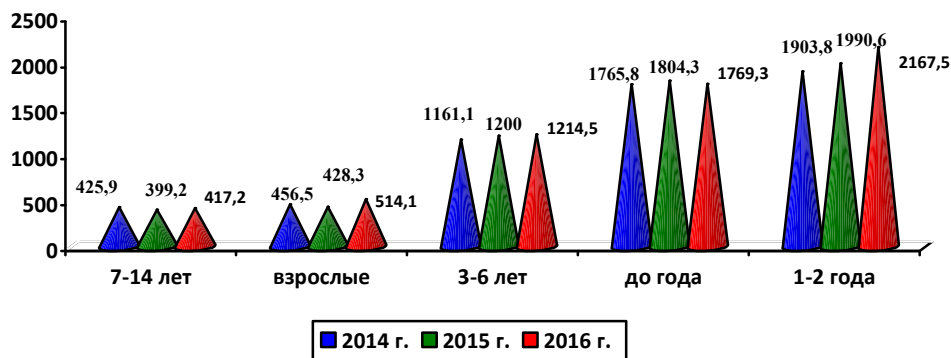 2500
2000
1500
1000
500
0
425,9 399,2 417,2
456,5 428,3 514,1
1161,1 1200 1214,5
1765,8 1804,3 1769,3
1903,8 1990,6 2167,5
7-14 лет взрослые 3-6 лет до года 1-2 года
2014 г. 2015 г. 2016 г.